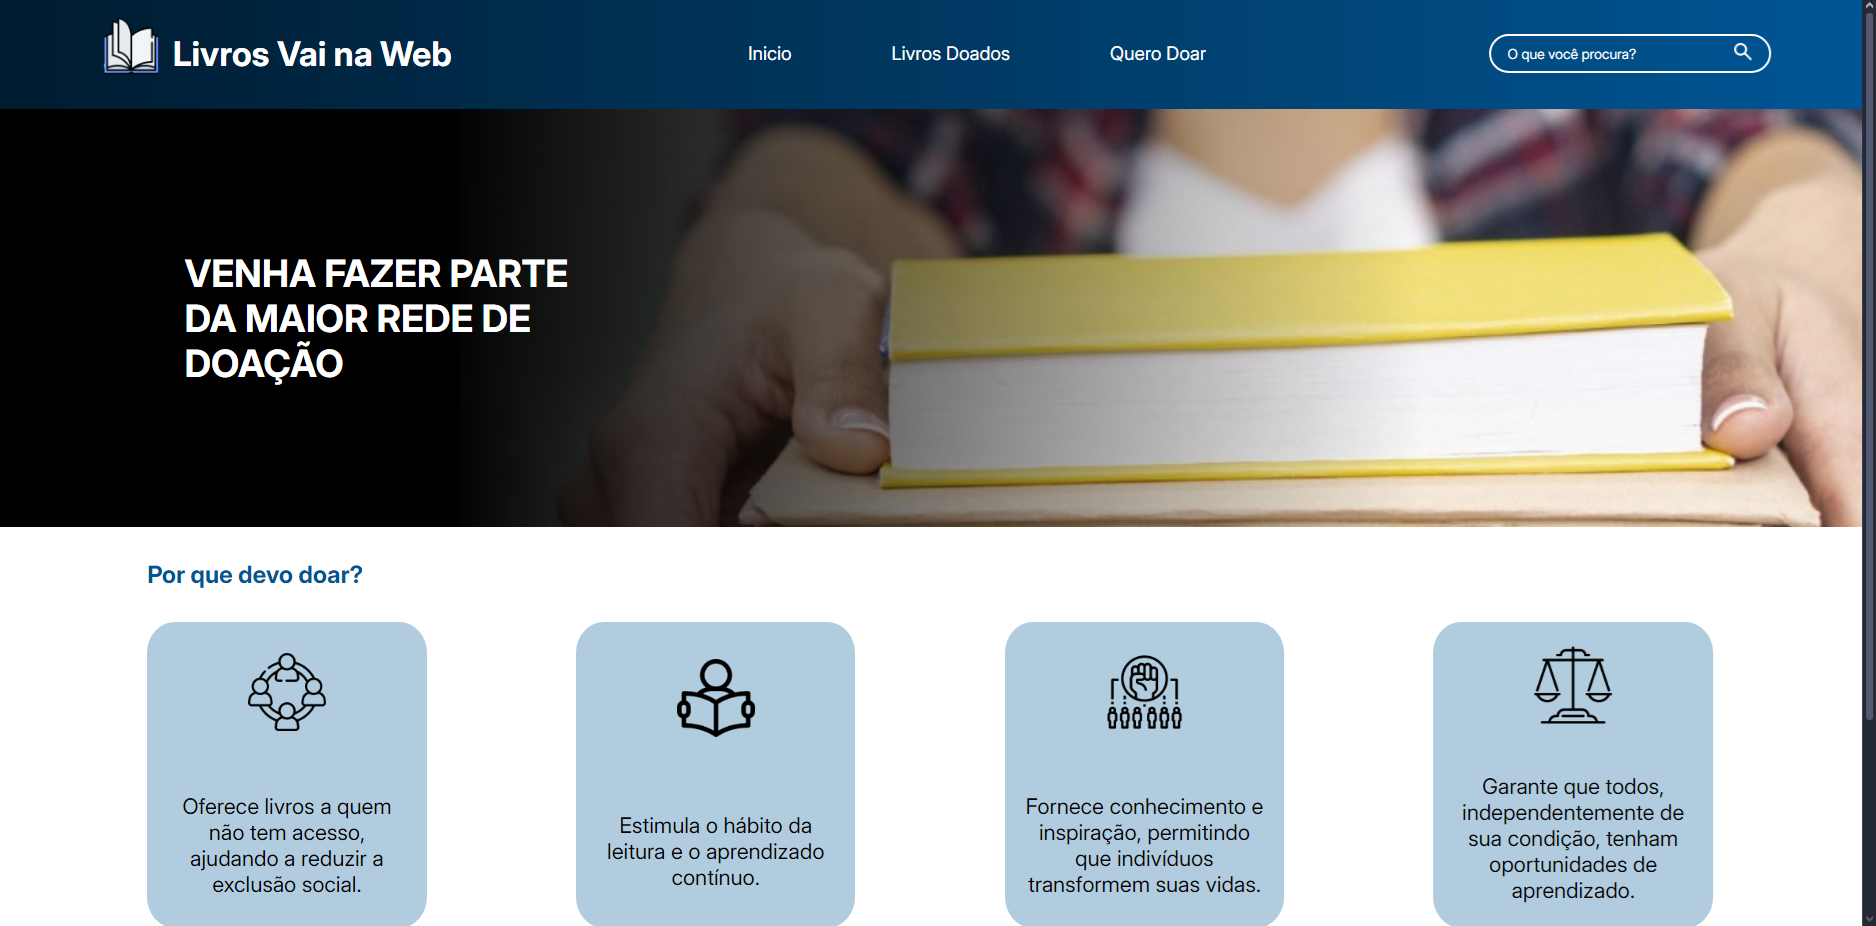 Livros Vai na Web
Inicio
Livros Doados
Quero Doar
O que você procura?
VENHA FAZER PARTE
DA MAIOR REDE DE
DOAÇÃO
Por que devo doar?
Oferece livros a quem
não tem acesso,
ajudando a reduzir a
exclusão social.
Estimula o hábito da
leitura e o aprendizado
contínuo.
Fornece conhecimento e
inspiração, permitindo
que indivíduos
transformem suas vidas.
Garante que todos,
independentemente de
sua condição, tenham
oportunidades de
aprendizado.